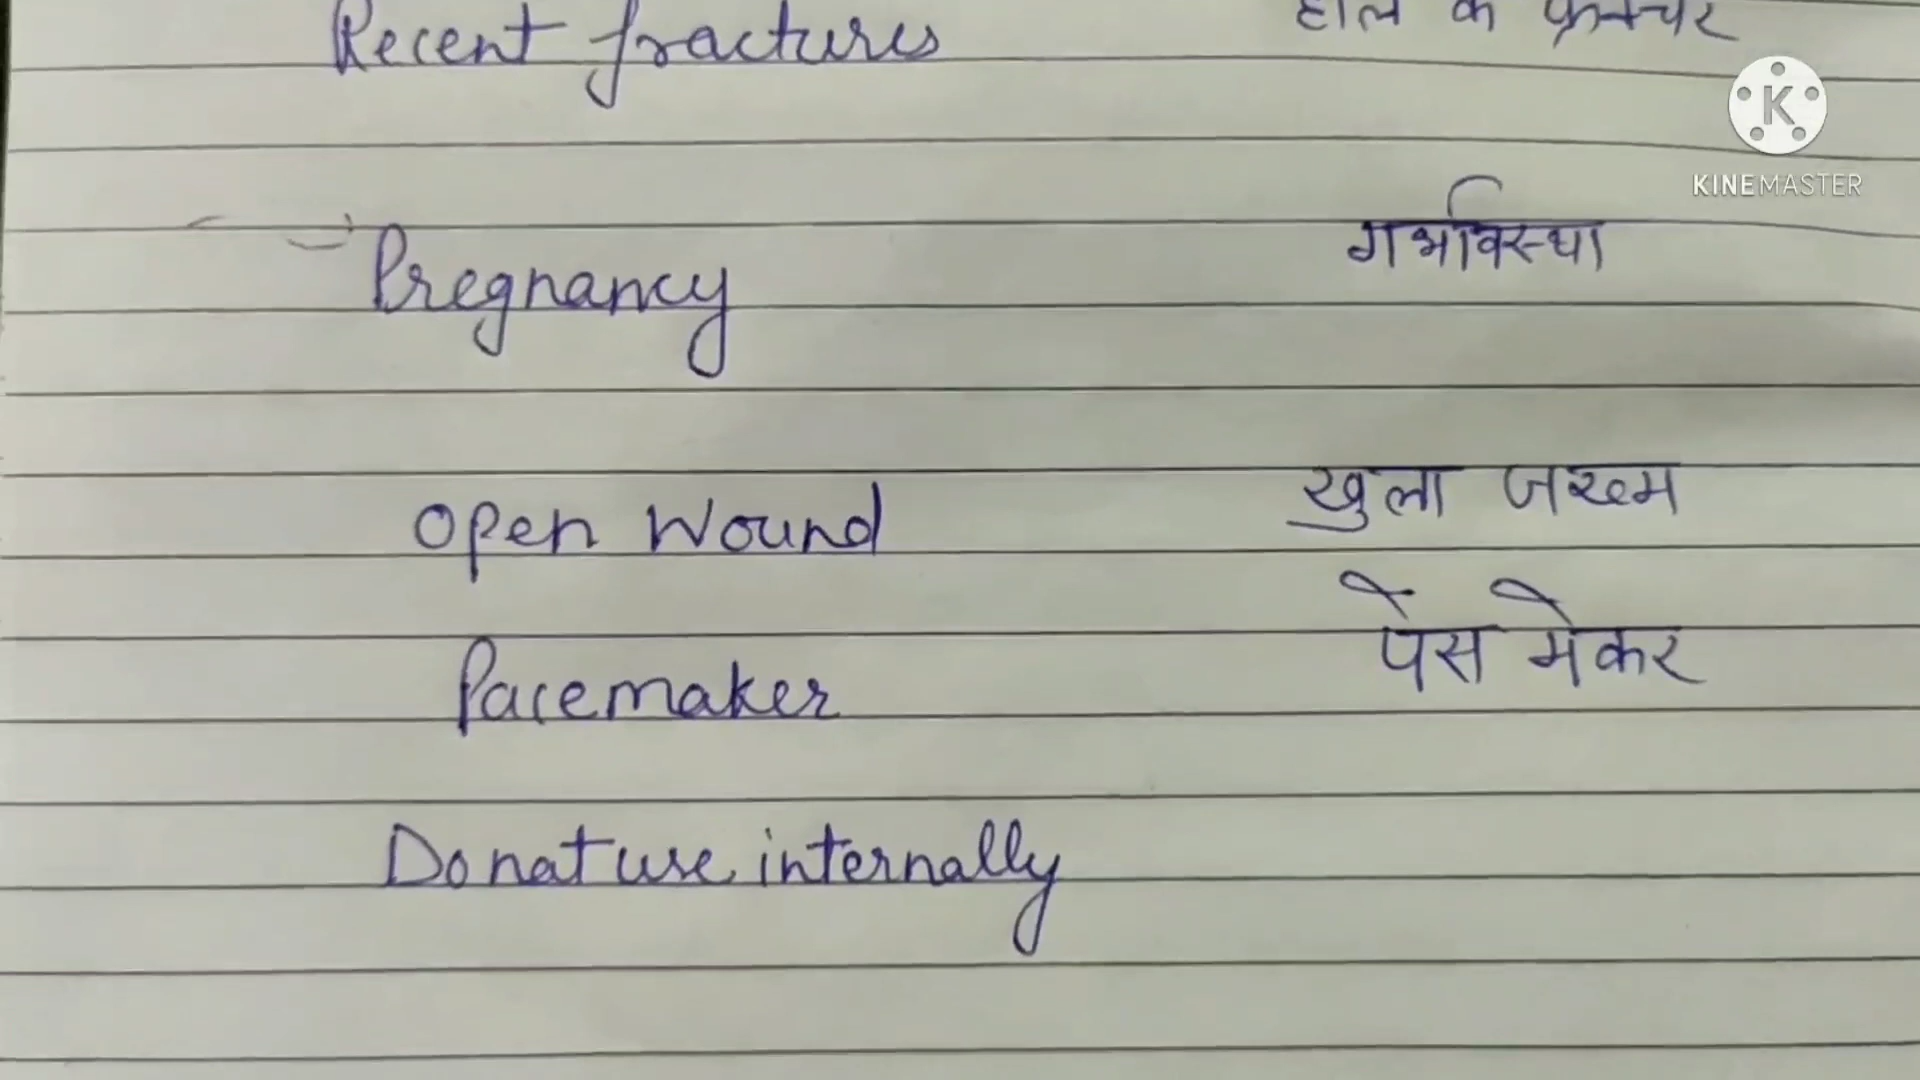 Recent fractures हाल के फ्रैक्चर
K
KINEMASTER
Pregnancy गर्भावस्था
Open Wound खुला जख्म
Pacemaker पेस मेकर
Do not use internally